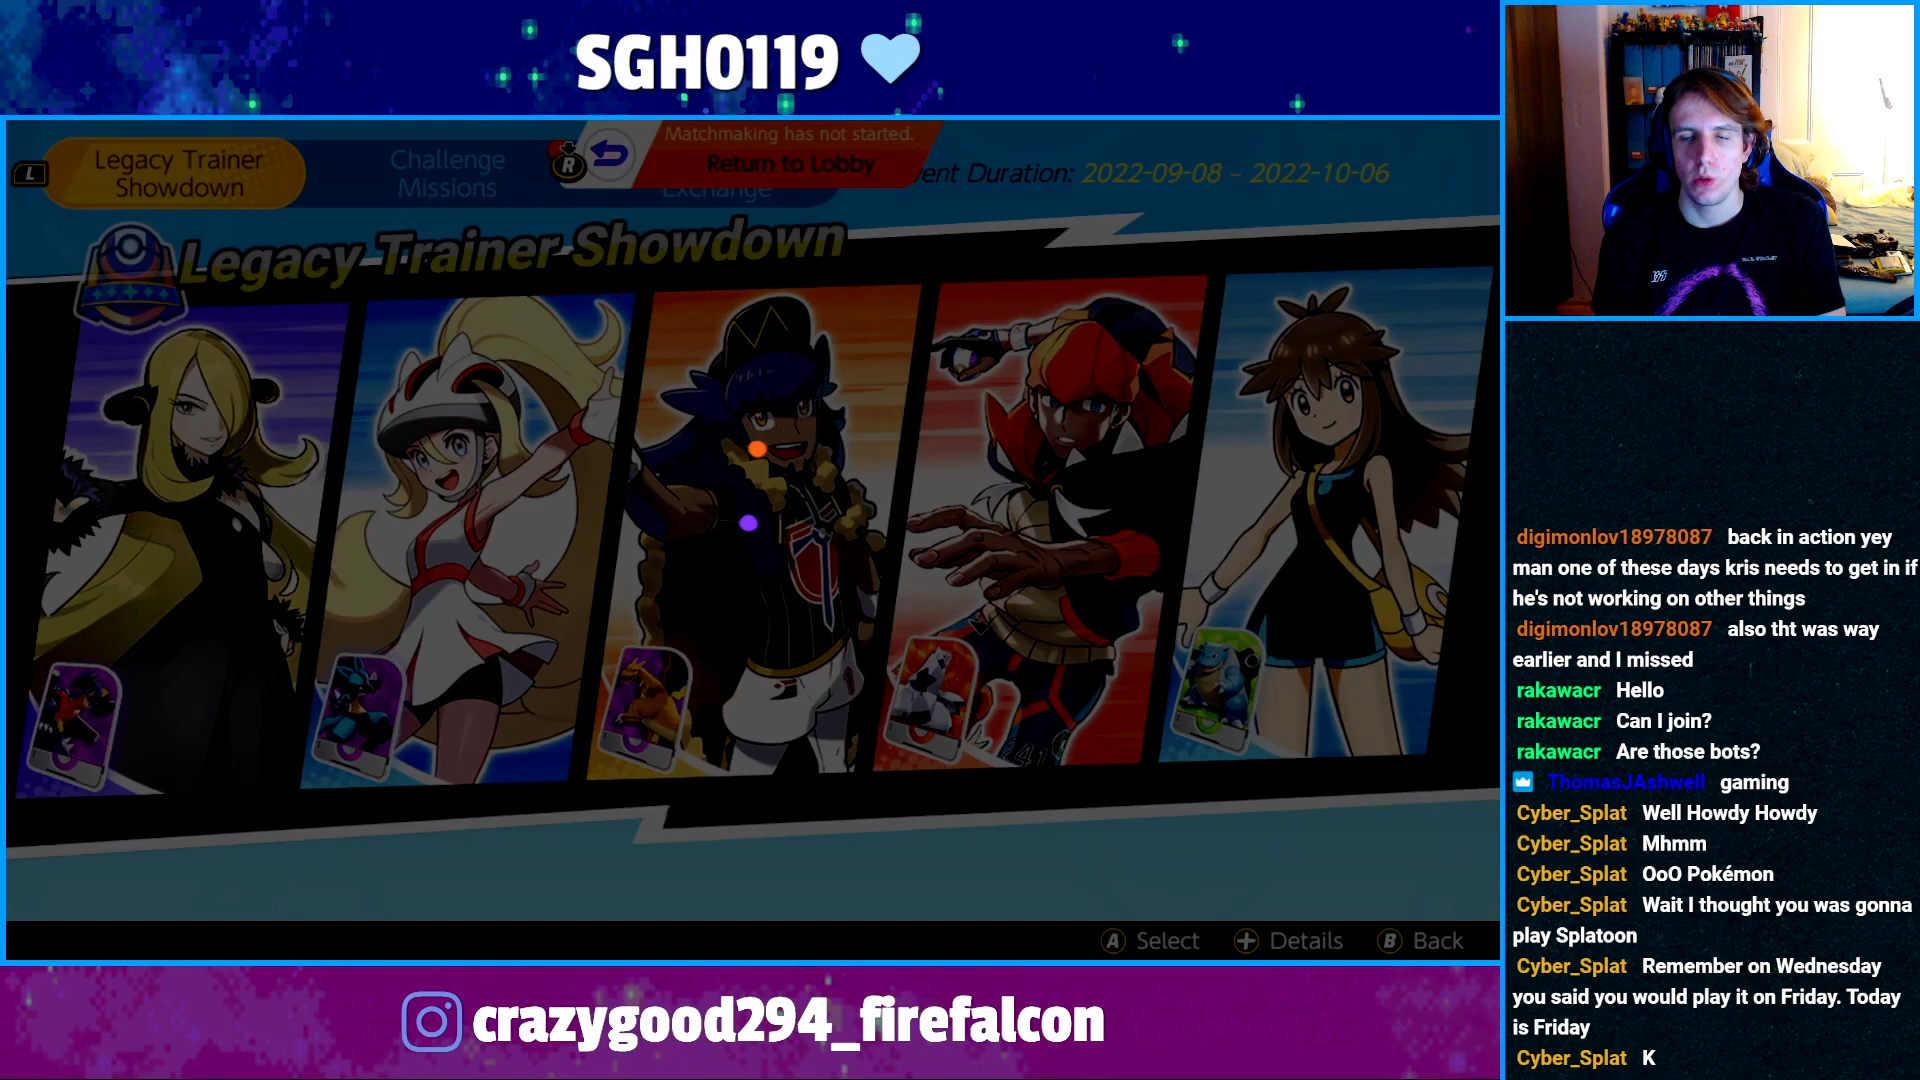 SGH0119
L
Legacy Trainer
Showdown
Challenge
Missions
Exchange
R
Matchmaking has not started.
Return to Lobby
vent Duration: 2022-09-08 – 2022-10-06
Legacy Trainer Showdown
A Select
+ Details
B Back
crazygood294_firefalcon
digimonlov18978087 back in action yey
man one of these days kris needs to get in if
he's not working on other things
digimonlov18978087 also tht was way
earlier and I missed
rakawacr Hello
rakawacr Can I join?
rakawacr Are those bots?
ThomasJAshwell gaming
Cyber_Splat Well Howdy Howdy
Cyber_Splat Mhmm
Cyber_Splat OoO Pokémon
Cyber_Splat Wait I thought you was gonna
play Splatoon
Cyber_Splat Remember on Wednesday
you said you would play it on Friday. Today
is Friday
Cyber_Splat K